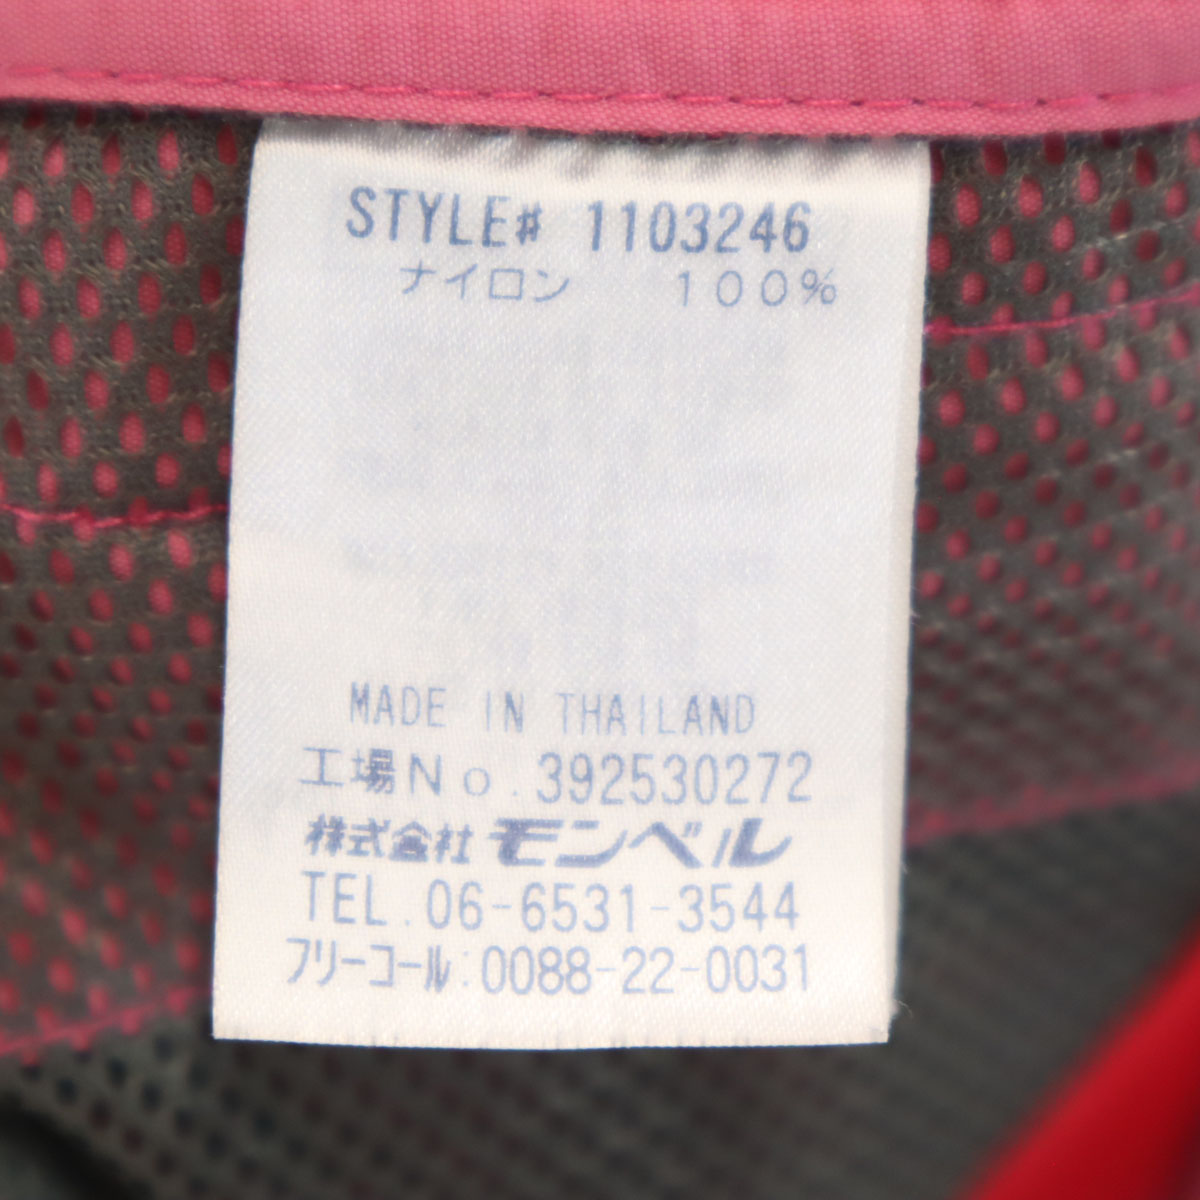 STYLE# 1103246
ナイロン 100%
MADE IN THAILAND
工場No.392530272
株式会社 モンベル
TEL.06-6531-3544
フリーコール:0088-22-0031